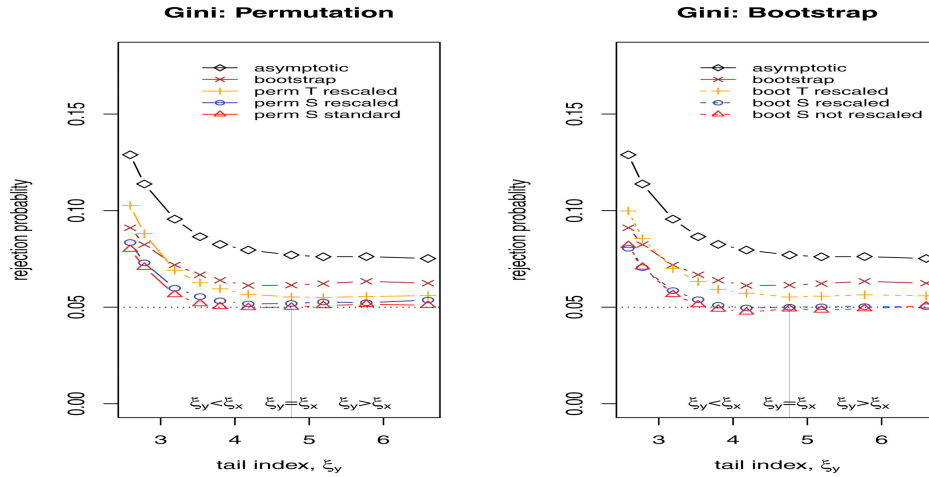 Gini: Permutation
asymptotic
bootstrap
perm T rescaled
perm S rescaled
perm S standard
rejection probablity
0.15
0.10
0.05
0.00
ξy<ξx ξy=ξx ξy>ξx
3 4 5 6
tail index, ξy
Gini: Bootstrap
asymptotic
bootstrap
boot T rescaled
boot S rescaled
boot S not rescaled
rejection probablity
0.15
0.10
0.05
0.00
ξy<ξx ξy=ξx ξy>ξx
3 4 5 6
tail index, ξy